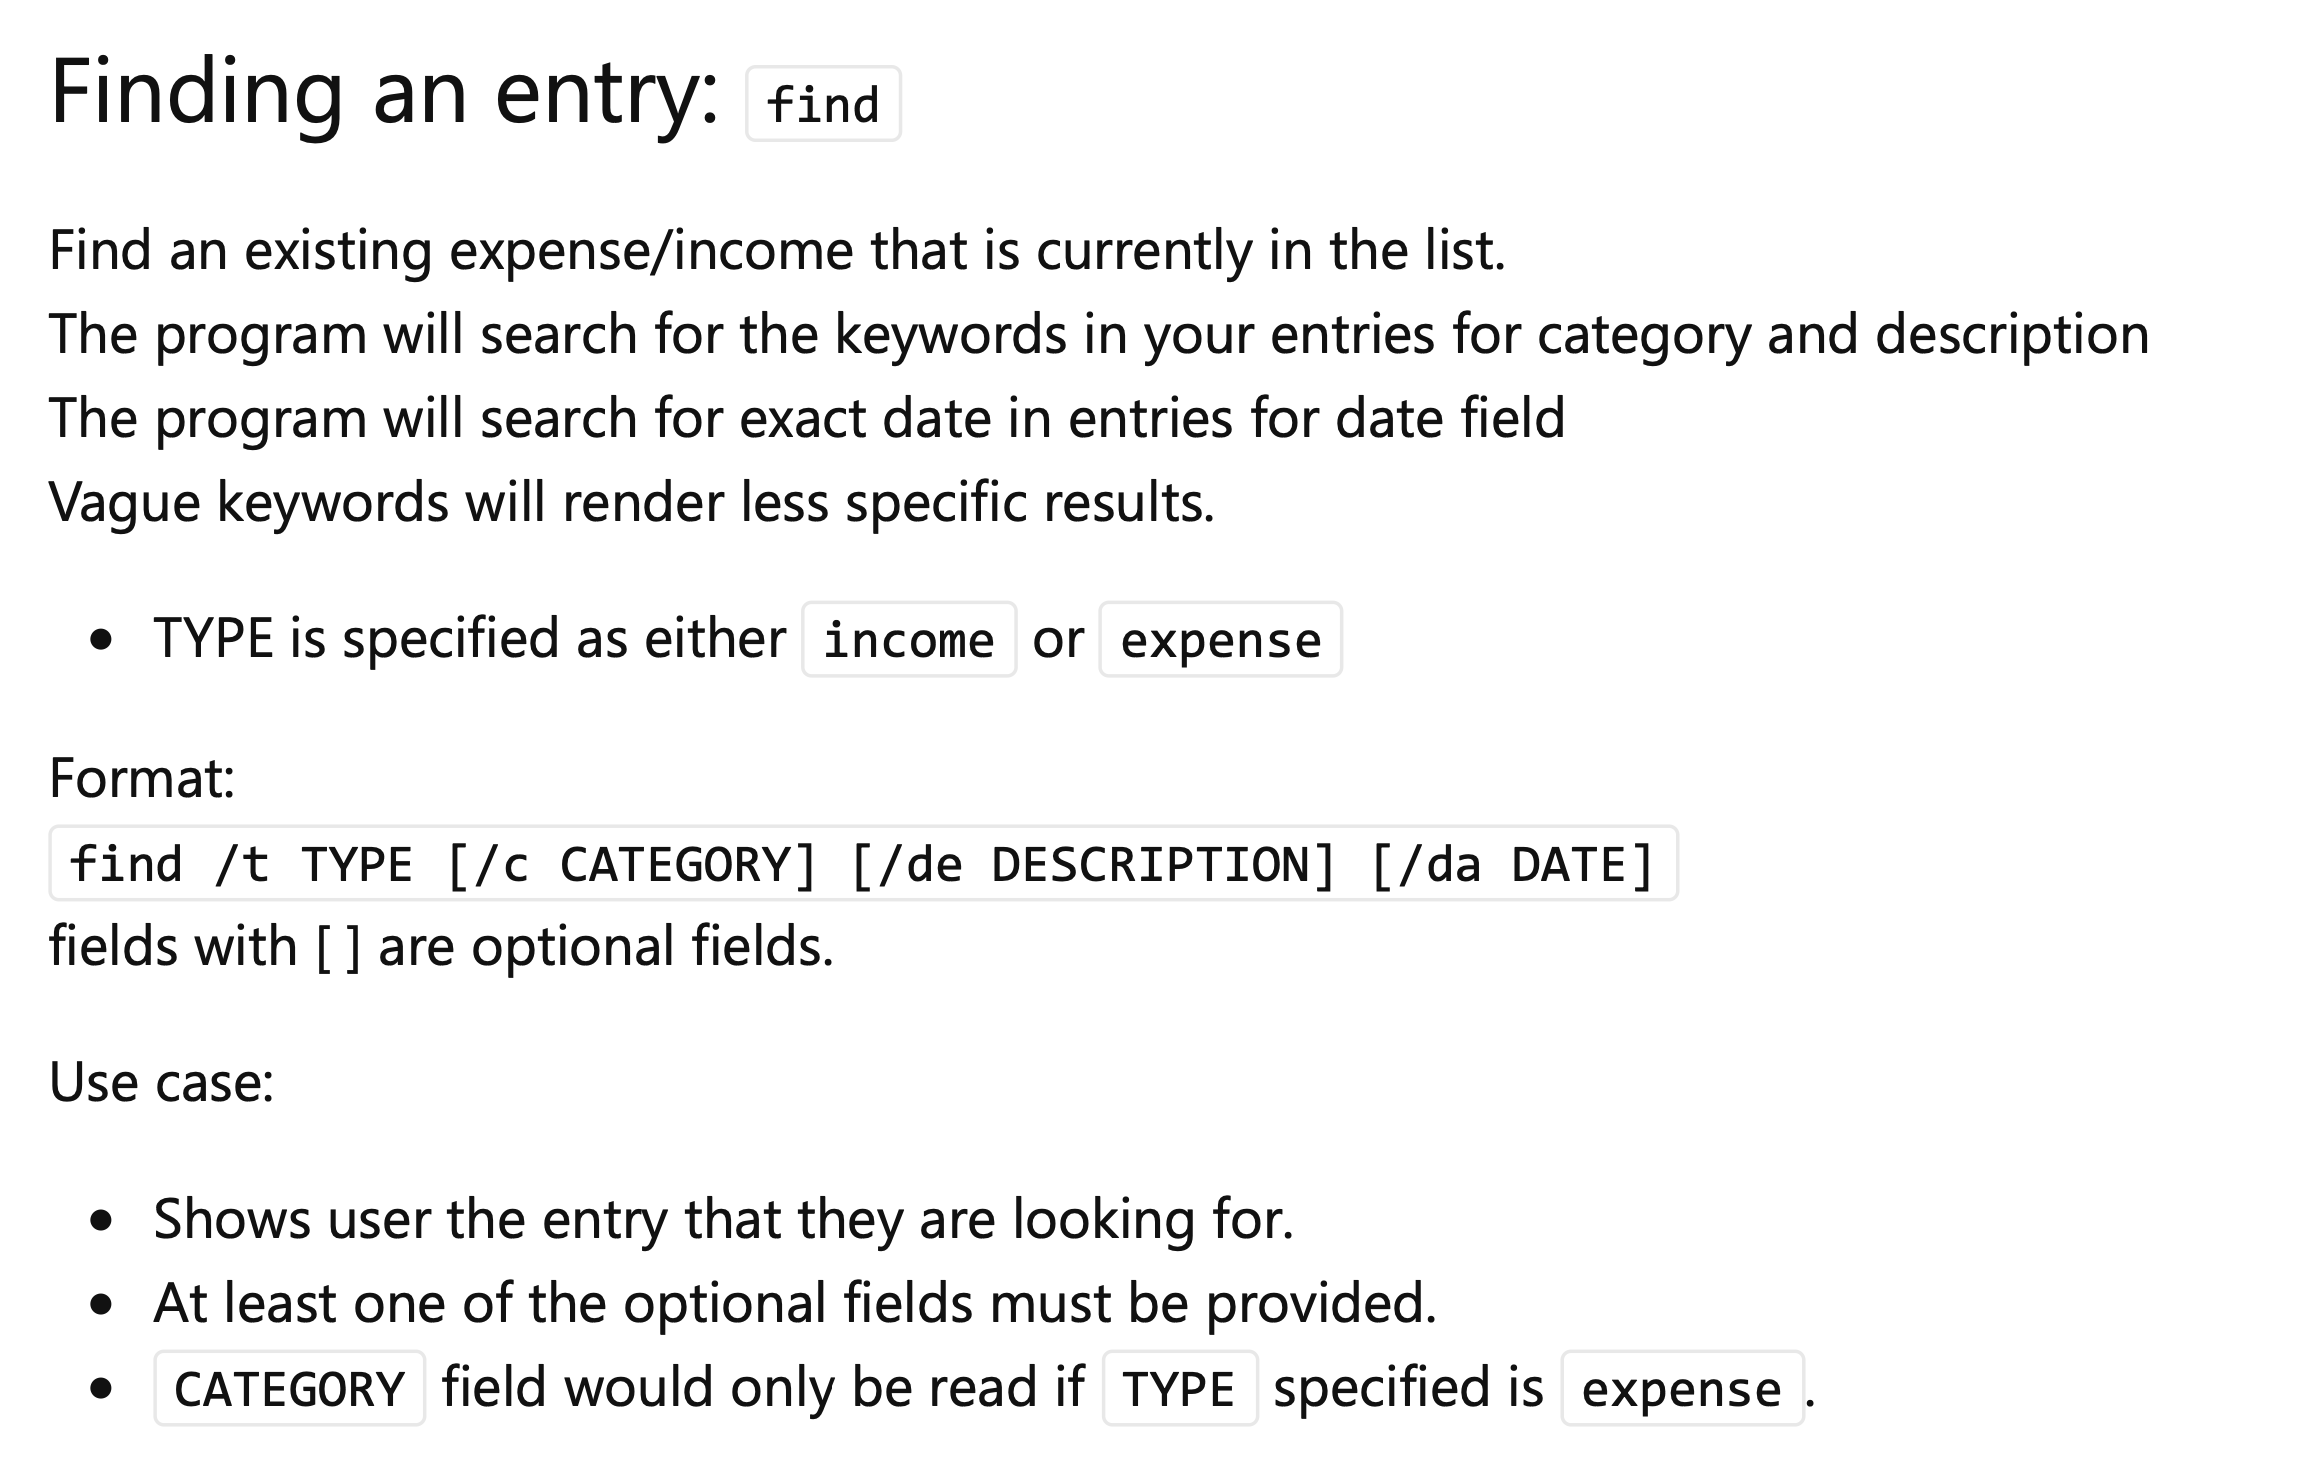 Finding an entry: find
Find an existing expense/income that is currently in the list.
The program will search for the keywords in your entries for category and description
The program will search for exact date in entries for date field
Vague keywords will render less specific results.
• TYPE is specified as either income or expense
Format:
find /t TYPE [/c CATEGORY] [/de DESCRIPTION] [/da DATE]
fields with [ ] are optional fields.
Use case:
• Shows user the entry that they are looking for.
• At least one of the optional fields must be provided.
• CATEGORY field would only be read if TYPE specified is expense.